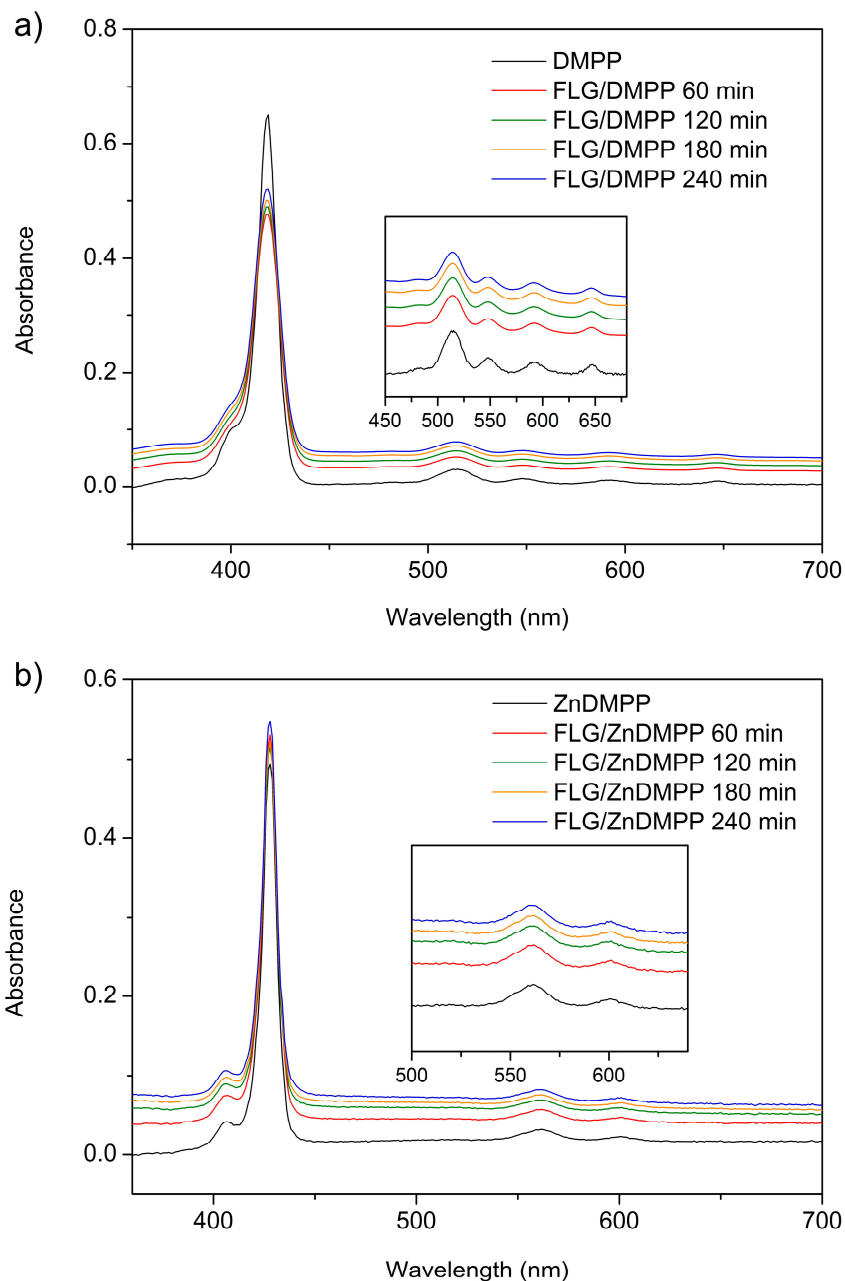 a)
0.8
0.6
0.4
0.2
0.0
Absorbance
DMPP
FLG/DMPP 60 min
FLG/DMPP 120 min
FLG/DMPP 180 min
FLG/DMPP 240 min
450 500 550 600 650
400 500 600 700
Wavelength (nm)
b)
0.6
0.4
0.2
0.0
Absorbance
ZnDMPP
FLG/ZnDMPP 60 min
FLG/ZnDMPP 120 min
FLG/ZnDMPP 180 min
FLG/ZnDMPP 240 min
500 550 600
400 500 600 700
Wavelength (nm)